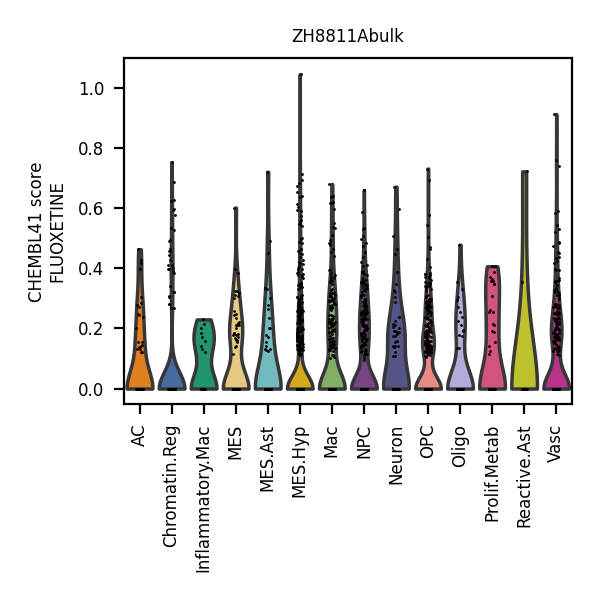 ZH8811Abulk
CHEMBL41 score
FLUOXETINE
1.0
0.8
0.6
0.4
0.2
0.0
AC
Chromatin.Reg
Inflammatory.Mac
MES
MES.Ast
MES.Hyp
Mac
NPC
Neuron
OPC
Oligo
Prolif.Metab
Reactive.Ast
Vasc